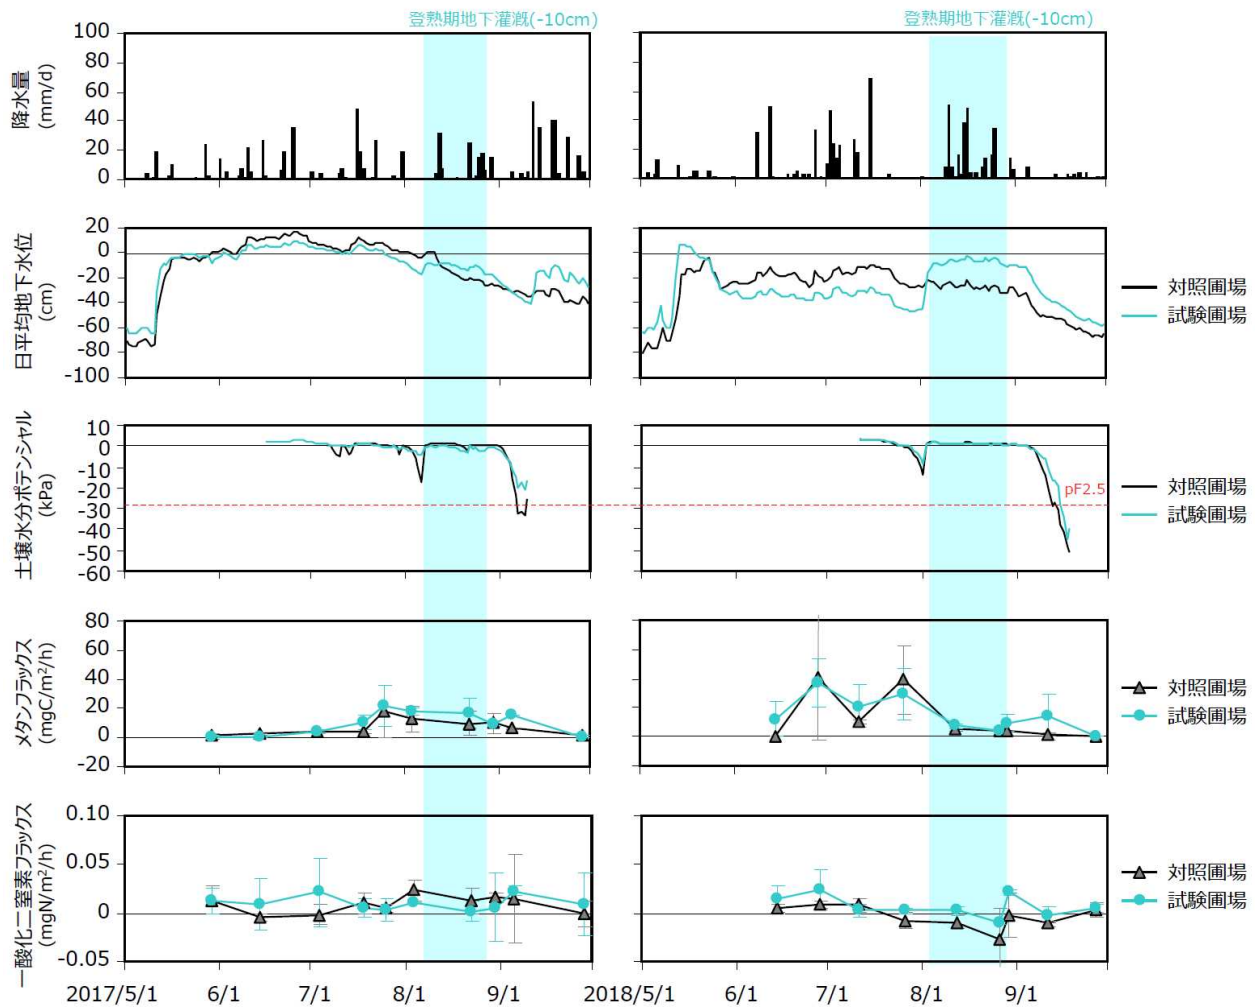 登熟期地下灌漑(-10cm)
登熟期地下灌漑(-10cm)
降水量
(mm/d)
100
80
60
40
20
0
日平均地下水位
(cm)
20
0
-20
-40
-60
-80
-100
対照圃場
試験圃場
土壌水分ポテンシャル
(kPa)
10
0
-10
-20
-30
-40
-50
-60
pF2.5
対照圃場
試験圃場
メタンフラックス
(mgC/m²/h)
80
60
40
20
0
-20
対照圃場
試験圃場
一酸化二窒素フラックス
(mgN/m²/h)
0.10
0.05
0
-0.05
対照圃場
試験圃場
2017/5/1 6/1 7/1 8/1 9/1 2018/5/1 6/1 7/1 8/1 9/1